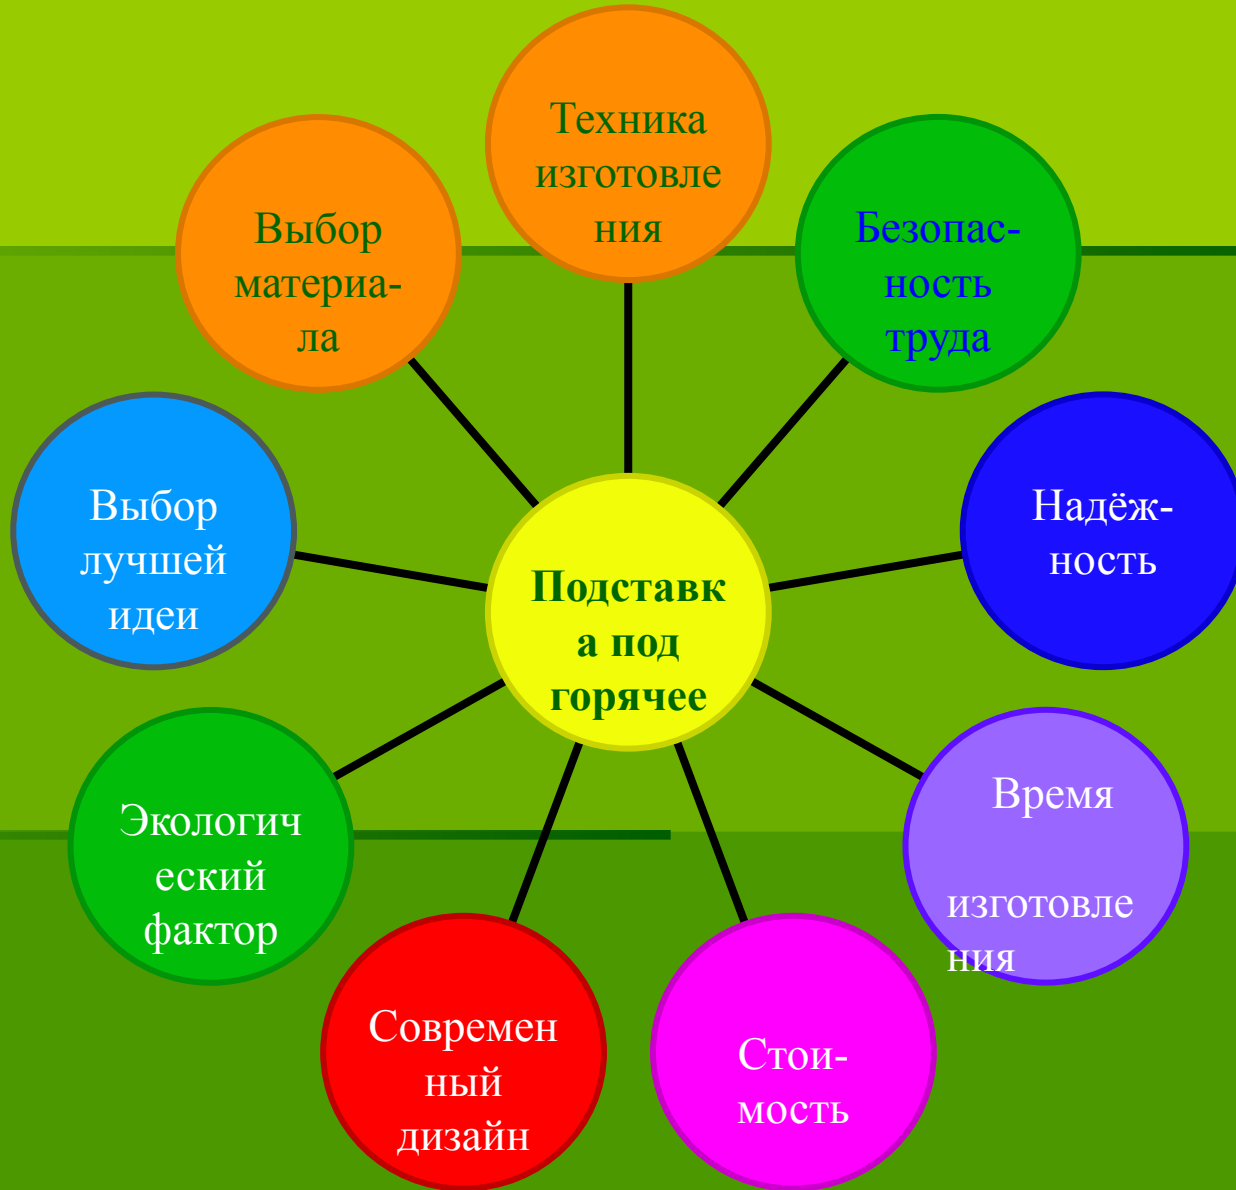 Техника
изготовле
ния
Безопас-
ность
труда
Надёж-
ность
Время
изготовле
ния
Стои-
мость
Современ
ный
дизайн
Экологич
еский
фактор
Выбор
лучшей
идеи
Выбор
материа-
ла
Подставк
а под
горячее